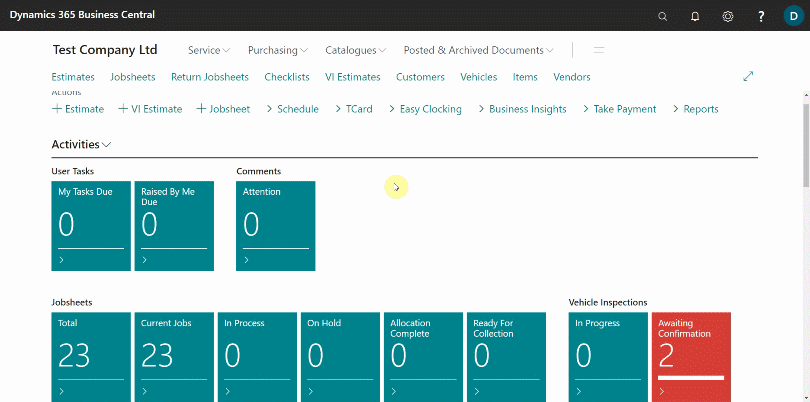 Dynamics 365 Business Central
?
D
Test Company Ltd Service Purchasing Catalogues Posted & Archived Documents
Estimates Jobsheets Return Jobsheets Checklists VI Estimates Customers Vehicles Items Vendors
Actions
+ Estimate + VI Estimate + Jobsheet > Schedule > TCard > Easy Clocking > Business Insights > Take Payment > Reports
Activities
User Tasks Comments
My Tasks Due Raised By Me Due Attention
0 0 0
Jobsheets Vehicle Inspections
Total Current Jobs In Process On Hold Allocation Complete Ready For Collection In Progress Awaiting Confirmation
23 23 0 0 0 0 0 2